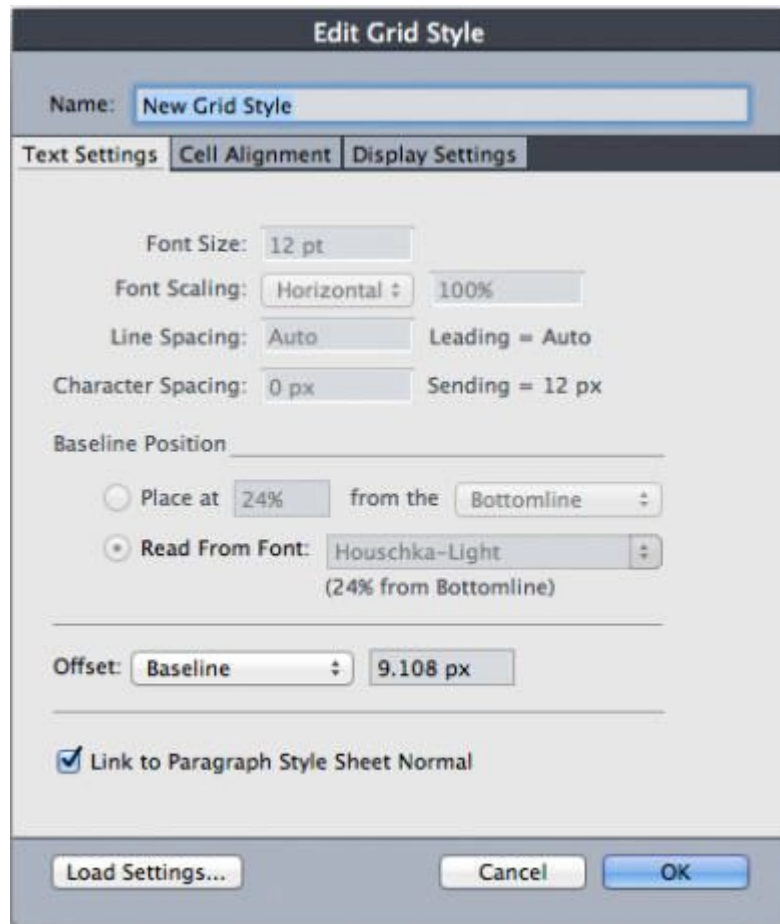 Edit Grid Style
Name: New Grid Style
Text Settings Cell Alignment Display Settings
Font Size: 12 pt
Font Scaling: Horizontal 100%
Line Spacing: Auto Leading = Auto
Character Spacing: 0 px Sending = 12 px
Baseline Position
Place at 24% from the Bottomline
Read From Font: Houschka-Light
(24% from Bottomline)
Offset: Baseline 9.108 px
Link to Paragraph Style Sheet Normal
Load Settings... Cancel OK